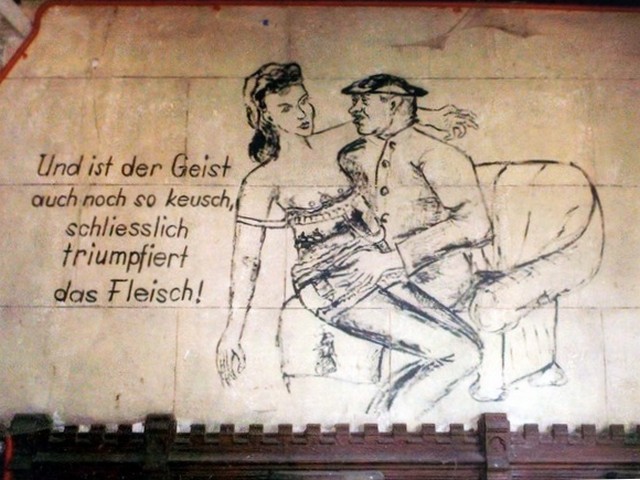 Und ist der Geist
auch noch so keusch,
schliesslich
triumpfiert
das Fleisch!